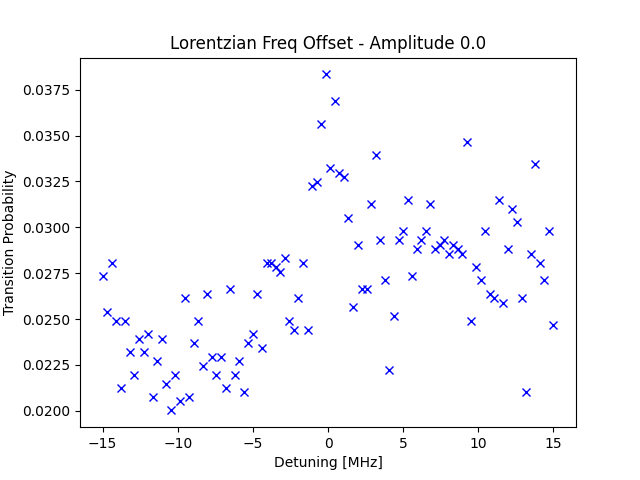 Lorentzian Freq Offset - Amplitude 0.0
Transition Probability
0.0375
0.0350
0.0325
0.0300
0.0275
0.0250
0.0225
0.0200
−15 −10 −5 0 5 10 15
Detuning [MHz]